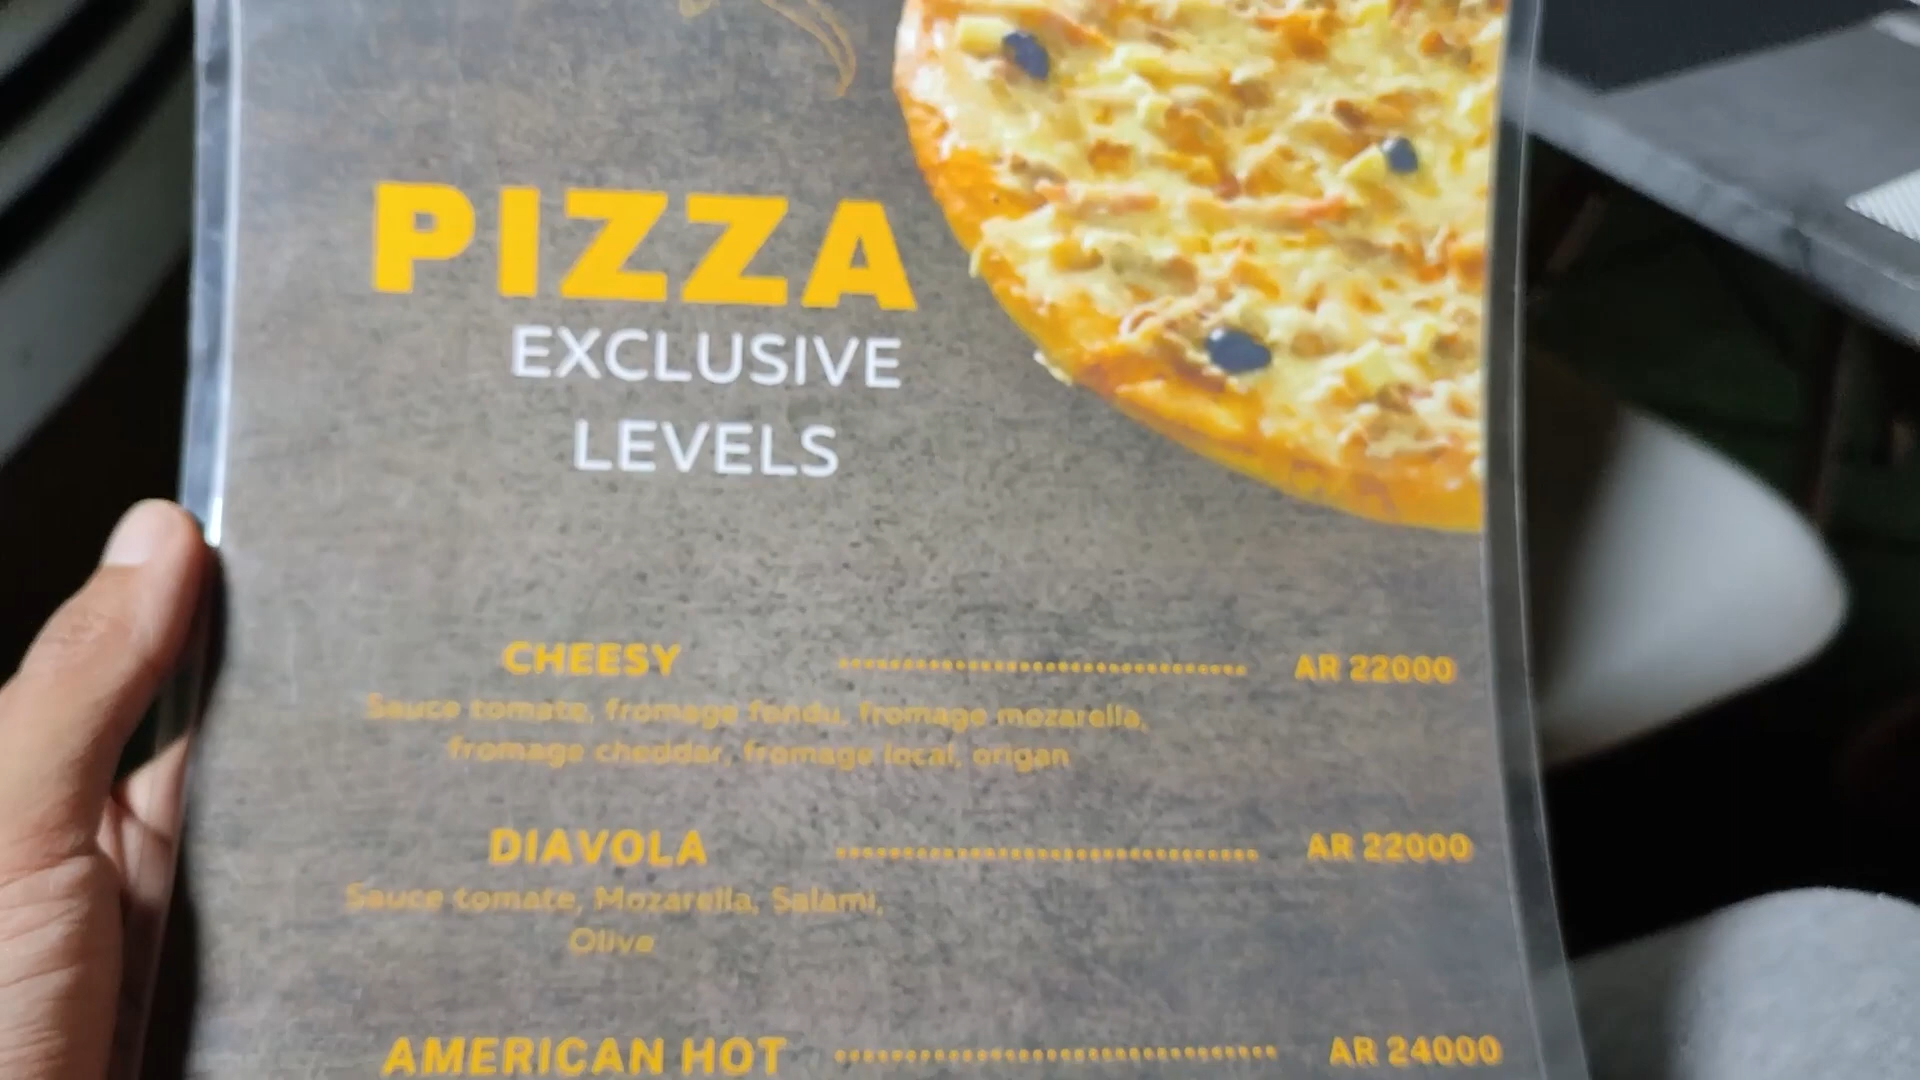 PIZZA
EXCLUSIVE
LEVELS
CHEESY ........................................ AR 22000
Sauce tomate, fromage fondu, fromage mozarella,
fromage cheddar, fromage local, origan
DIAVOLA ........................................ AR 22000
Sauce tomate, Mozarella, Salami,
Olive
AMERICAN HOT ........................................ AR 24000